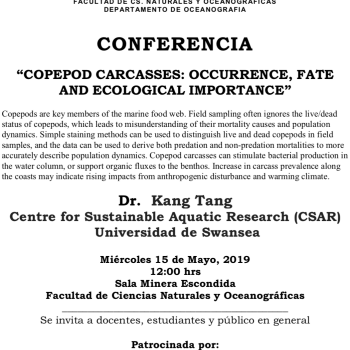 FACULTAD DE CS. NATURALES Y OCEANOGRAFICAS
DEPARTAMENTO DE OCEANOGRAFIA
CONFERENCIA
“COPEPOD CARCASSES: OCCURRENCE, FATE
AND ECOLOGICAL IMPORTANCE”
Copepods are key members of the marine food web. Field sampling often ignores the live/dead
status of copepods, which leads to misunderstanding of their mortality causes and population
dynamics. Simple staining methods can be used to distinguish live and dead copepods in field
samples, and the data can be used to derive both predation and non-predation mortalities to more
accurately describe population dynamics. Copepod carcasses can stimulate bacterial production in
the water column, or support organic fluxes to the benthos. Increase in carcass prevalence along
the coasts may indicate rising impacts from anthropogenic disturbance and warming climate.
Dr. Kang Tang
Centre for Sustainable Aquatic Research (CSAR)
Universidad de Swansea
Miércoles 15 de Mayo, 2019
12:00 hrs
Sala Minera Escondida
Facultad de Ciencias Naturales y Oceanográficas
Se invita a docentes, estudiantes y público en general
Patrocinada por: